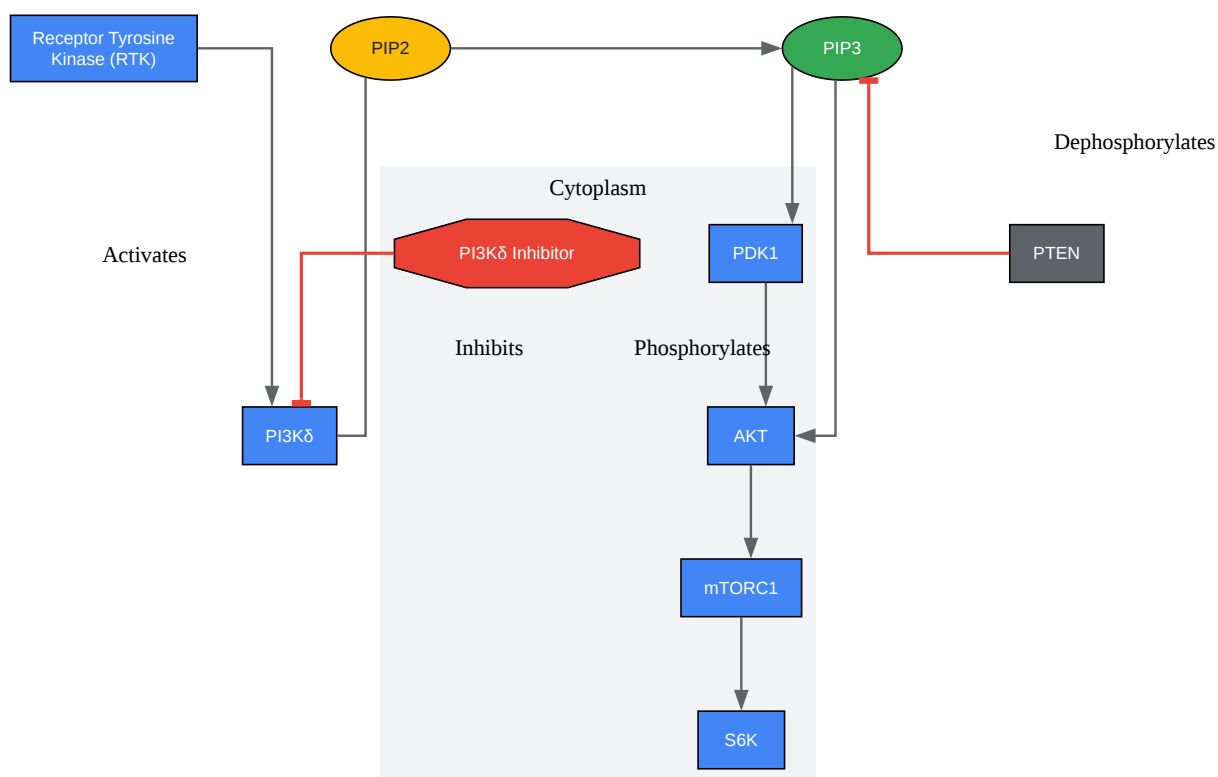 Receptor Tyrosine
Kinase (RTK)
PIP2
PIP3
Dephosphorylates
Cytoplasm
Activates
PI3Kδ Inhibitor
PDK1
PTEN
Inhibits
Phosphorylates
PI3Kδ
AKT
mTORC1
S6K